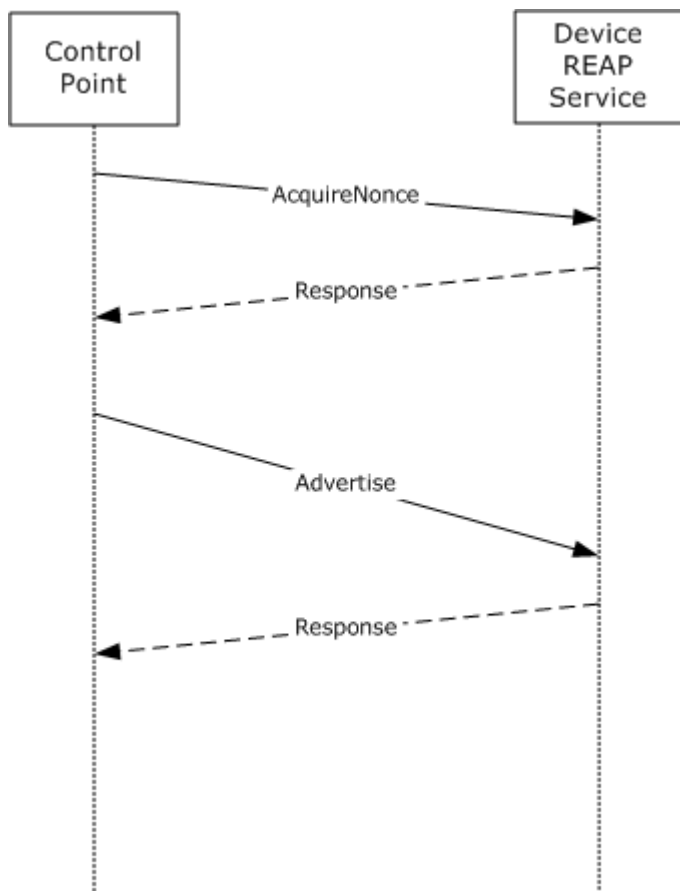 Control
Point
Device
REAP
Service
AcquireNonce
Response
Advertise
Response